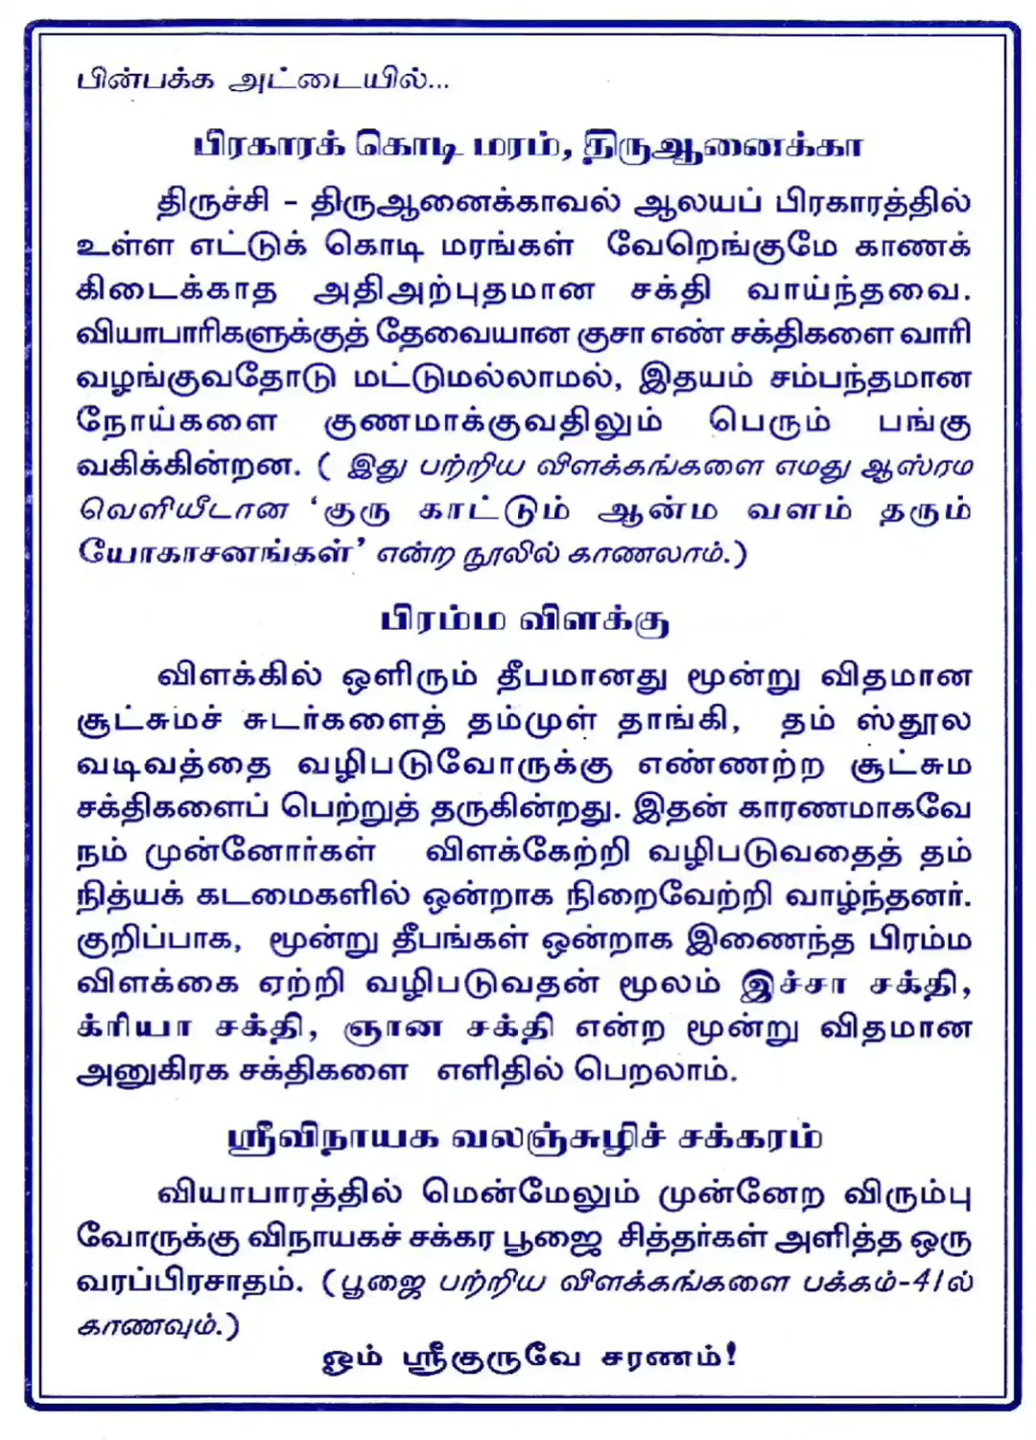 பின்பக்க அட்டையில்...
பிரகாரக் கொடி மரம், திருஆனைக்கா
திருச்சி - திருஆனைக்காவல் ஆலயப் பிரகாரத்தில்
உள்ள எட்டுக் கொடி மரங்கள் வேறெங்குமே காணக்
கிடைக்காத அதிஅற்புதமான சக்தி வாய்ந்தவை.
வியாபாரிகளுக்குத் தேவையான குசா எண் சக்திகளை வாரி
வழங்குவதோடு மட்டுமல்லாமல், இதயம் சம்பந்தமான
நோய்களை குணமாக்குவதிலும் பெரும் பங்கு
வகிக்கின்றன. ( இது பற்றிய விளக்கங்களை எமது ஆஸ்ரம
வெளியீடான ‘குரு காட்டும் ஆன்ம வளம் தரும்
யோகாசனங்கள்’ என்ற நூலில் காணலாம்.)
பிரம்ம விளக்கு
விளக்கில் ஒளிரும் தீபமானது மூன்று விதமான
சூட்சுமச் சுடர்களைத் தம்முள் தாங்கி, தம் ஸ்தூல
வடிவத்தை வழிபடுவோருக்கு எண்ணற்ற சூட்சும
சக்திகளைப் பெற்றுத் தருகின்றது. இதன் காரணமாகவே
நம் முன்னோர்கள் விளக்கேற்றி வழிபடுவதைத் தம்
நித்யக் கடமைகளில் ஒன்றாக நிறைவேற்றி வாழ்ந்தனர்.
குறிப்பாக, மூன்று தீபங்கள் ஒன்றாக இணைந்த பிரம்ம
விளக்கை ஏற்றி வழிபடுவதன் மூலம் இச்சா சக்தி,
க்ரியா சக்தி, ஞான சக்தி என்ற மூன்று விதமான
அனுகிரக சக்திகளை எளிதில் பெறலாம்.
ஸ்ரீவிநாயக வலஞ்சுழிச் சக்கரம்
வியாபாரத்தில் மென்மேலும் முன்னேற விரும்பு
வோருக்கு விநாயகச் சக்கர பூஜை சித்தர்கள் அளித்த ஒரு
வரப்பிரசாதம். (பூஜை பற்றிய விளக்கங்களை பக்கம்-41ல்
காணவும்.)
ஓம் ஸ்ரீகுருவே சரணம்!